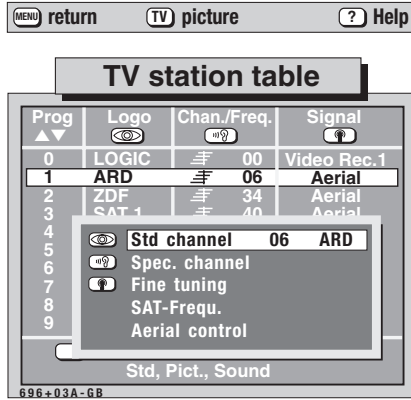 MENU return TV picture ? Help
TV station table
Prog Logo Chan./Freq. Signal
0 LOGIC 00 Video Rec.1
1 ARD 06 Aerial
2 ZDF 34 Aerial
3 SAT 1 40 Aerial
4
5
6
7
8
9
Std channel 06 ARD
Spec. channel
Fine tuning
SAT-Frequ.
Aerial control
Std, Pict., Sound
696+03A-GB